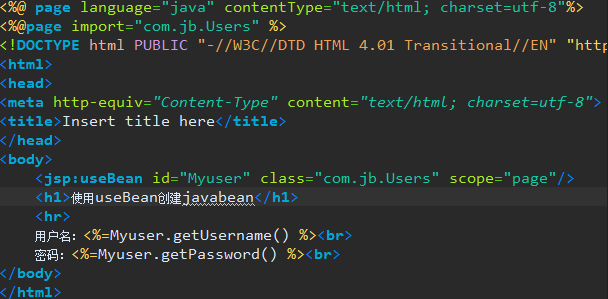 <%@ page language="java" contentType="text/html; charset=utf-8"%>
<%@page import="com.jb.Users" %>
<!DOCTYPE html PUBLIC "-//W3C//DTD HTML 4.01 Transitional//EN" "http
<html>
<head>
<meta http-equiv="Content-Type" content="text/html; charset=utf-8">
<title>Insert title here</title>
</head>
<body>
<jsp:useBean id="Myuser" class="com.jb.Users" scope="page"/>
<h1>使用useBean创建javabean</h1>
<hr>
用户名：<%=Myuser.getUsername() %><br>
密码：<%=Myuser.getPassword() %><br>
</body>
</html>